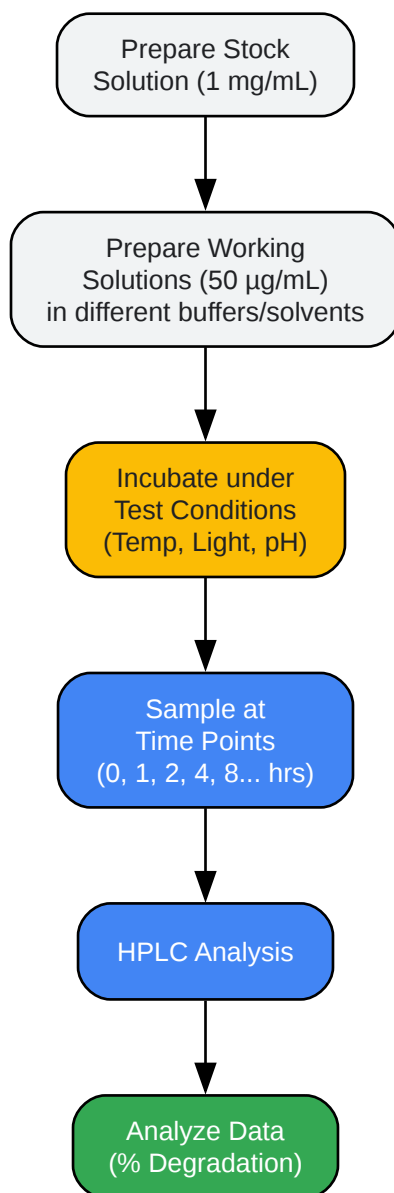 Prepare Stock
Solution (1 mg/mL)
Prepare Working
Solutions (50 µg/mL)
in different buffers/solvents
Incubate under
Test Conditions
(Temp, Light, pH)
Sample at
Time Points
(0, 1, 2, 4, 8... hrs)
HPLC Analysis
Analyze Data
(% Degradation)